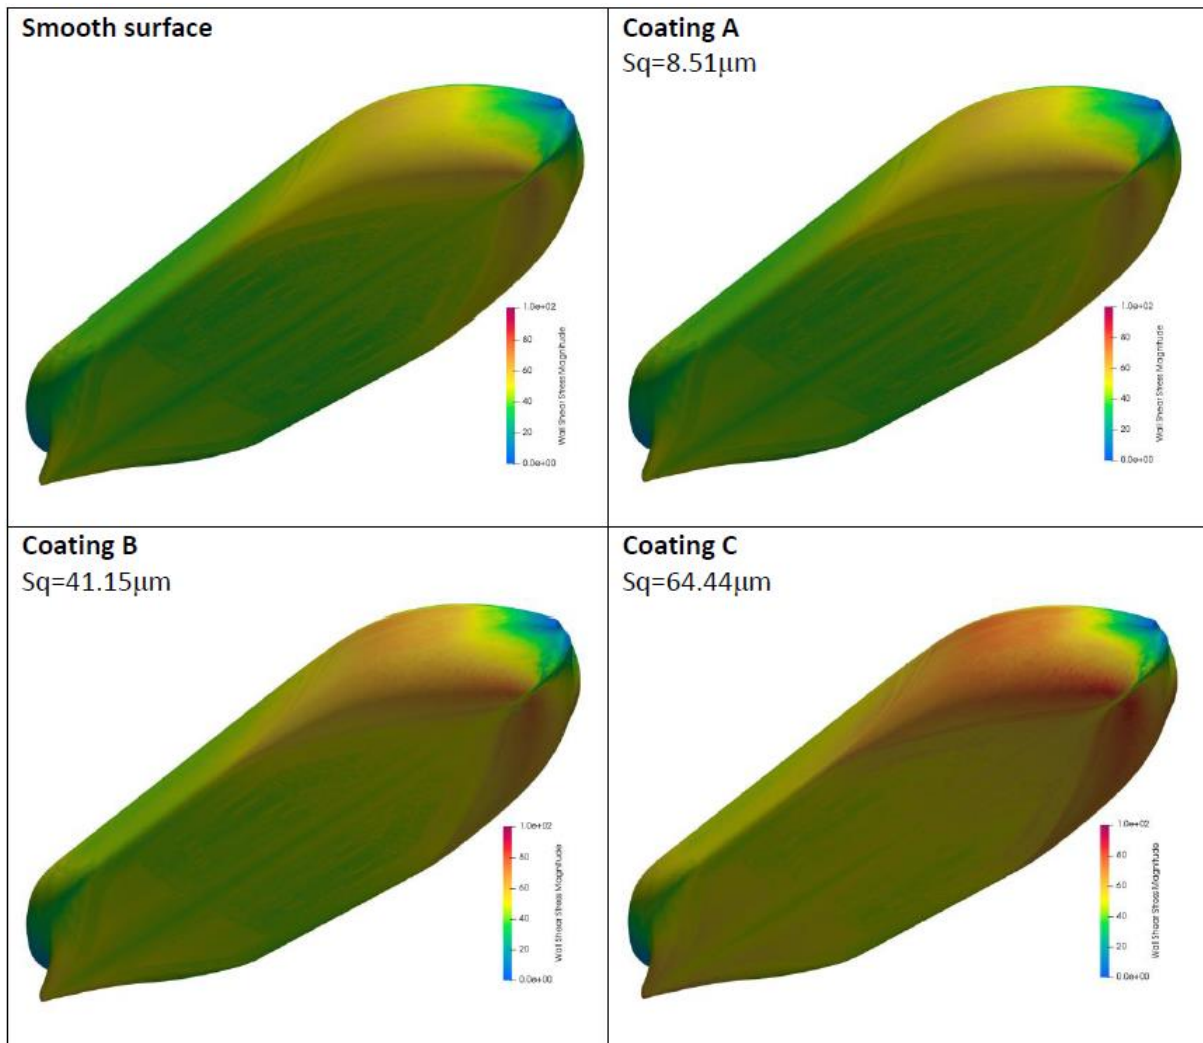 Smooth surface
1.0e+02
80
60
40
20
0.0e+00
Wall Shear Stress Magnitude
Coating A
Sq=8.51μm
1.0e+02
80
60
40
20
0.0e+00
Wall Shear Stress Magnitude
Coating B
Sq=41.15μm
1.0e+02
80
60
40
20
0.0e+00
Wall Shear Stress Magnitude
Coating C
Sq=64.44μm
1.0e+02
80
60
40
20
0.0e+00
Wall Shear Stress Magnitude